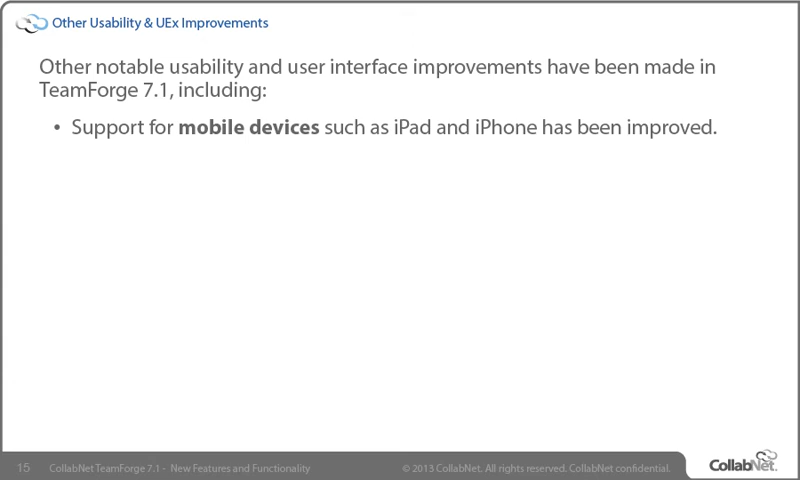 Other Usability & UEx Improvements
Other notable usability and user interface improvements have been made in
TeamForge 7.1, including:
• Support for mobile devices such as iPad and iPhone has been improved.
15 CollabNet TeamForge 7.1 - New Features and Functionality © 2013 CollabNet. All rights reserved. CollabNet confidential.
CollabNet.